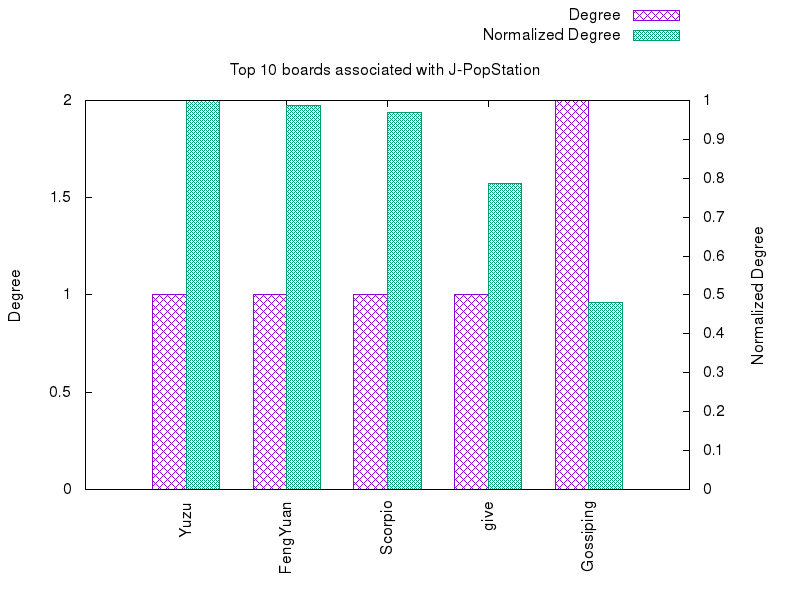 Degree
Normalized Degree
Top 10 boards associated with J-PopStation
2
1.5
1
0.5
0
Degree
1
0.9
0.8
0.7
0.6
0.5
0.4
0.3
0.2
0.1
0
Normalized Degree
Yuzu
FengYuan
Scorpio
give
Gossiping